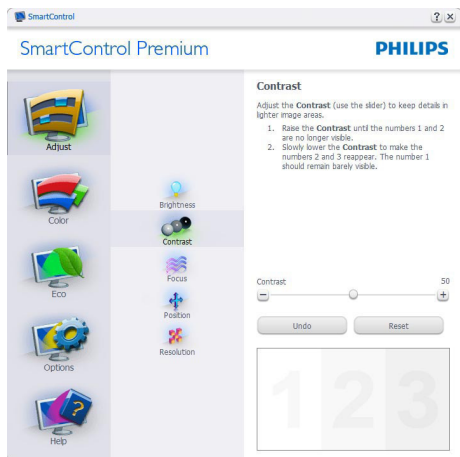 SmartControl
? x
SmartControl Premium
PHILIPS
Adjust
Color
Eco
Options
Help
Brightness
Contrast
Focus
Position
Resolution
Contrast
Adjust the Contrast (use the slider) to keep details in
lighter image areas.
1. Raise the Contrast until the numbers 1 and 2
are no longer visible.
2. Slowly lower the Contrast to make the
numbers 2 and 3 reappear. The number 1
should remain barely visible.
Contrast 50
Undo Reset
1 2 3